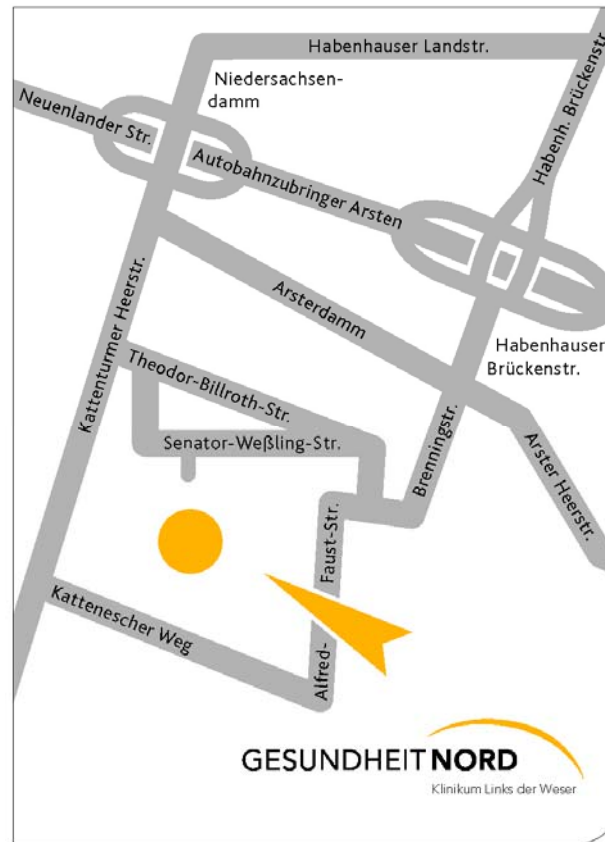 Habenhauser Landstr.
Niedersachsen-
damm
Neuenlander Str.
Habenh. Brückenstr.
Autobahnzubringer Arsten
Kattenturmer Heerstr.
Arsterdamm
Habenhauser
Brückenstr.
Theodor-Billroth-Str.
Senator-Weßling-Str.
Brenningstr.
Arster Heerstr.
Alfred-
Faust-Str.
Kattenescher Weg
GESUNDHEITNORD
Klinikum Links der Weser